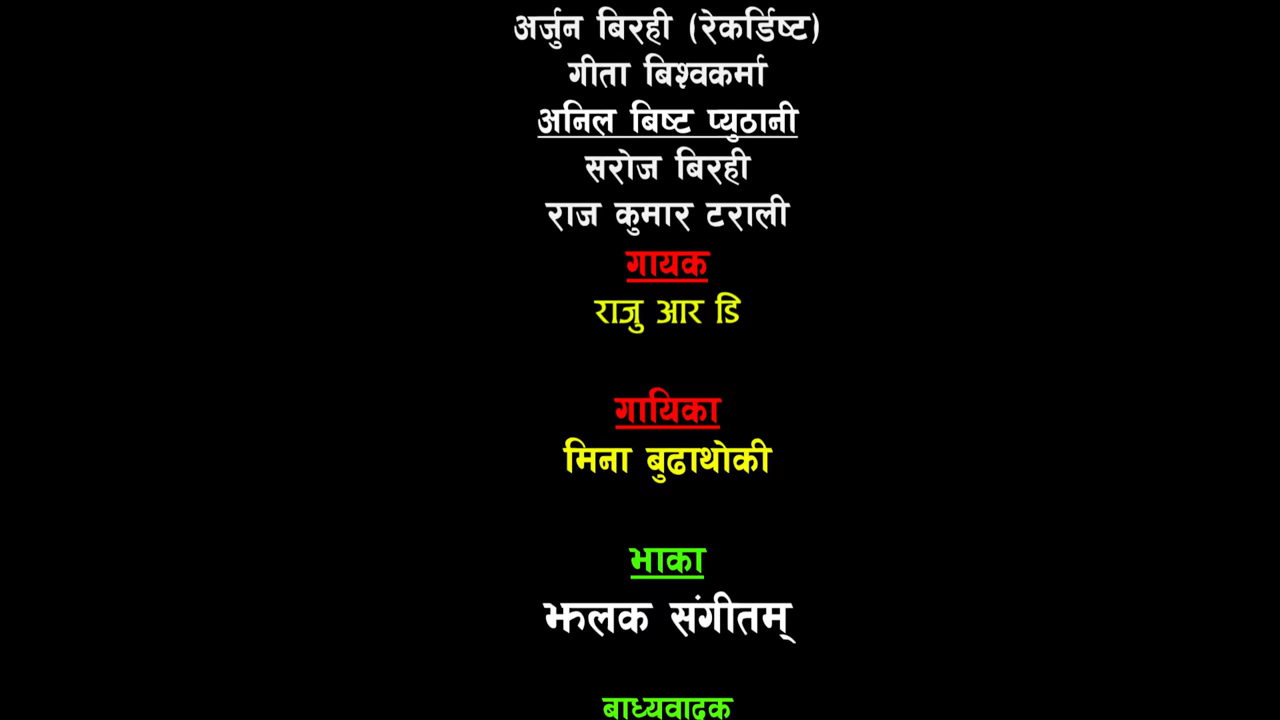 अर्जुन बिरही (रेकर्डिष्ट)
गीता बिश्वकर्मा
अनिल बिष्ट प्युठानी
सरोज बिरही
राज कुमार टराली
गायक
राजु आर डि
गायिका
मिना बुढाथोकी
भाका
झलक संगीतम्
बाध्यवादक